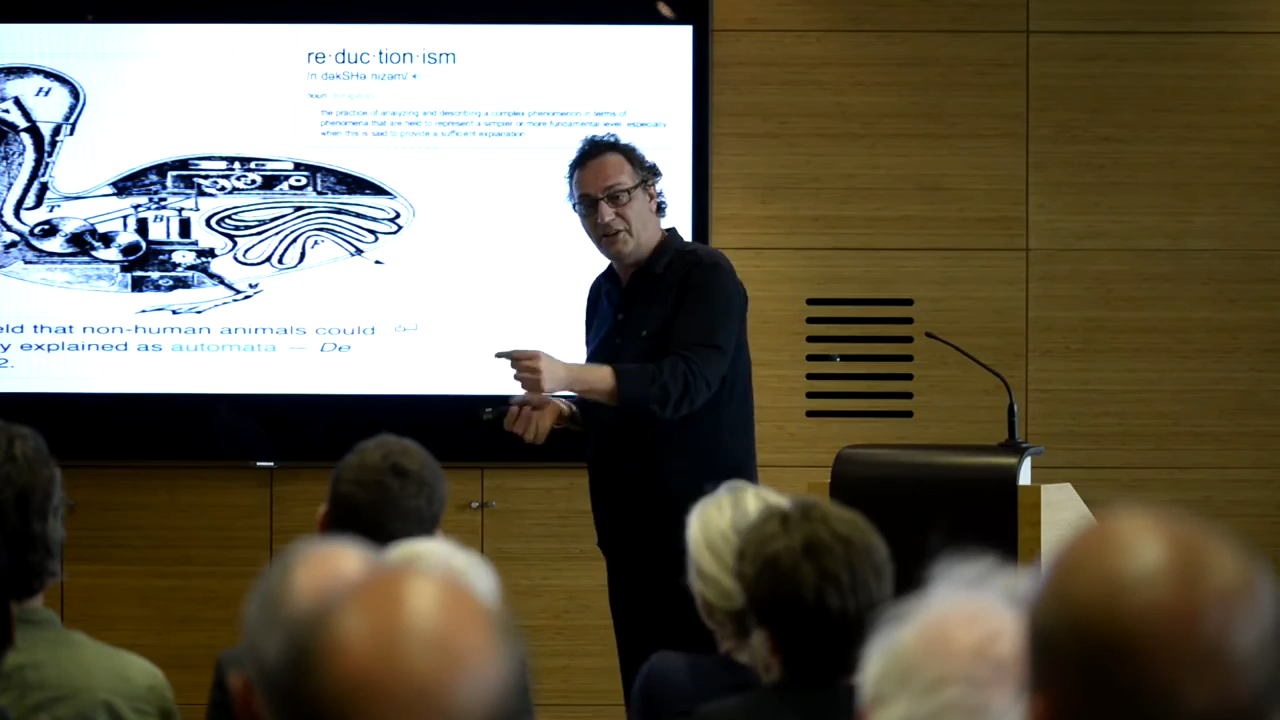 re·duc·tion·ism
noun
the practice of analyzing and describing a complex phenomenon in terms of
phenomena that are held to represent a simpler or more fundamental level, especially
when this is said to provide a sufficient explanation.
H
T
B
F
eld that non-human animals could
y explained as automata — De
2.